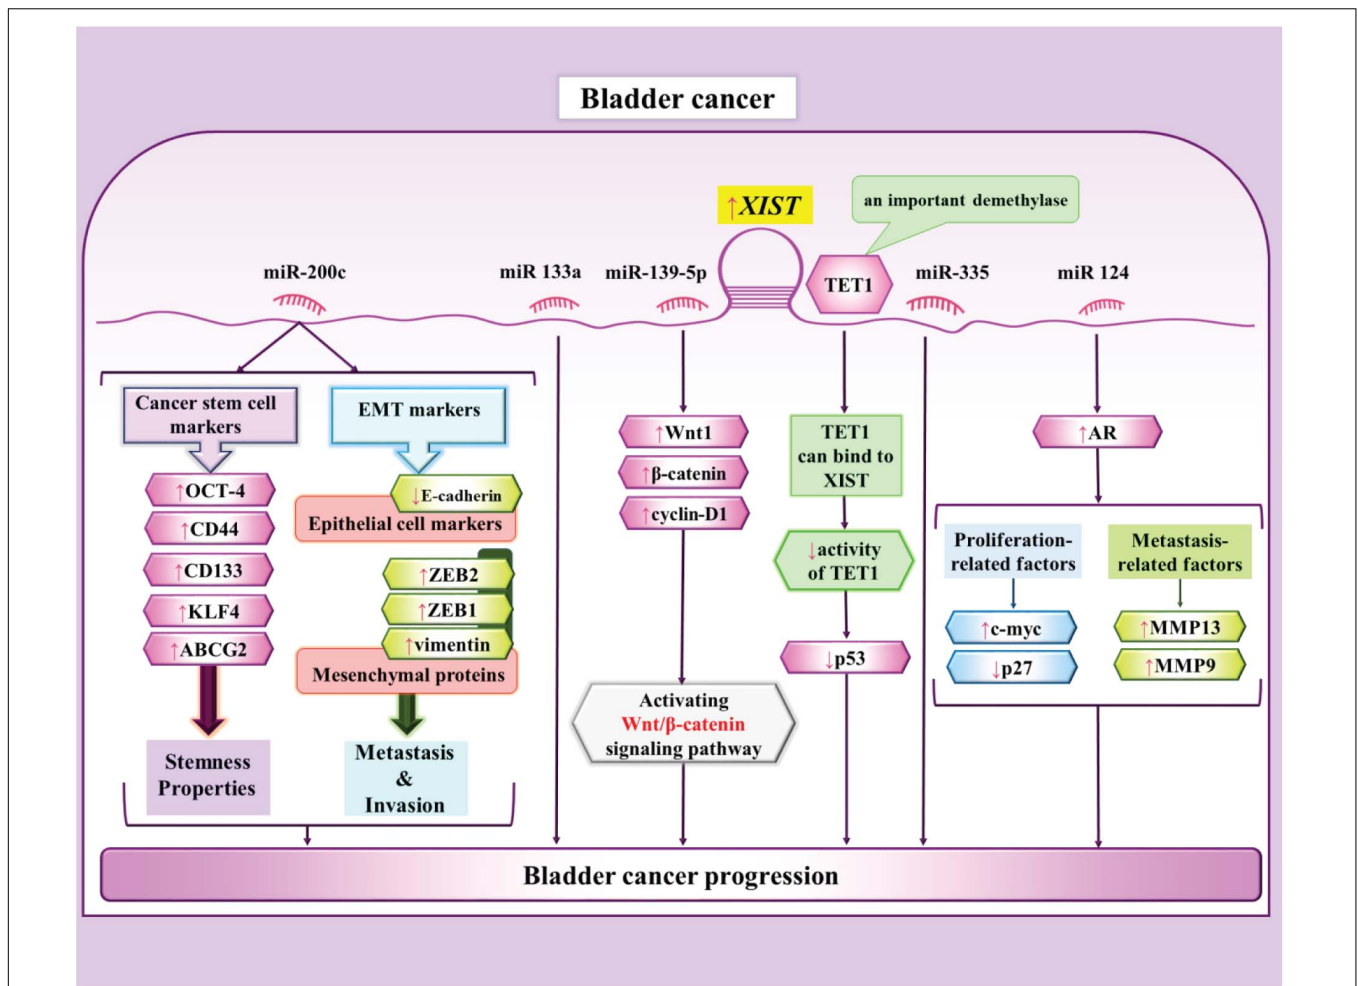 Bladder cancer
↑XIST
an important demethylase
miR-200c
miR 133a
miR-139-5p
TET1
miR-335
miR 124
Cancer stem cell
markers
↑OCT-4
↑CD44
↑CD133
↑KLF4
↑ABCG2
Stemness
Properties
EMT markers
↓E-cadherin
Epithelial cell markers
↑ZEB2
↑ZEB1
↑vimentin
Mesenchymal proteins
Metastasis
&
Invasion
↑Wnt1
↑β-catenin
↑cyclin-D1
Activating
Wnt/β-catenin
signaling pathway
TET1
can bind to
XIST
↓activity
of TET1
↓p53
↑AR
Proliferation-
related factors
↑c-myc
↓p27
Metastasis-
related factors
↑MMP13
↑MMP9
Bladder cancer progression